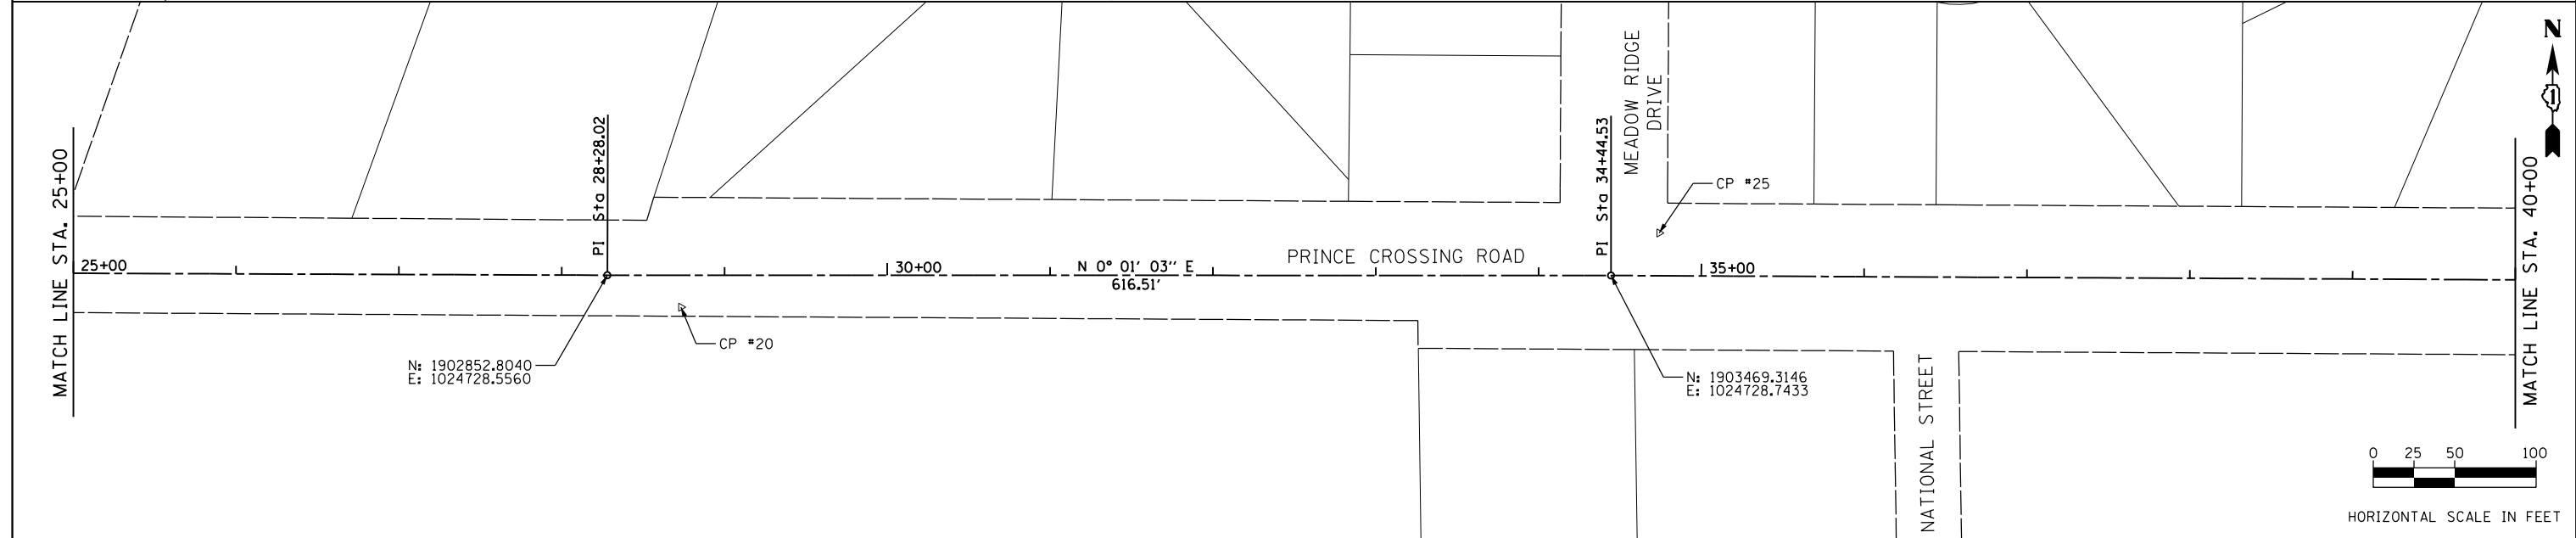 MATCH LINE STA. 25+00
25+00
PI Sta 28+28.02
N: 1902852.8040
E: 1024728.5560
CP #20
30+00
N 0° 01' 03'' E
616.51'
PRINCE CROSSING ROAD
PI Sta 34+44.53
MEADOW RIDGE
DRIVE
CP #25
35+00
N: 1903469.3146
E: 1024728.7433
NATIONAL STREET
MATCH LINE STA. 40+00
N
1
0 25 50 100
HORIZONTAL SCALE IN FEET